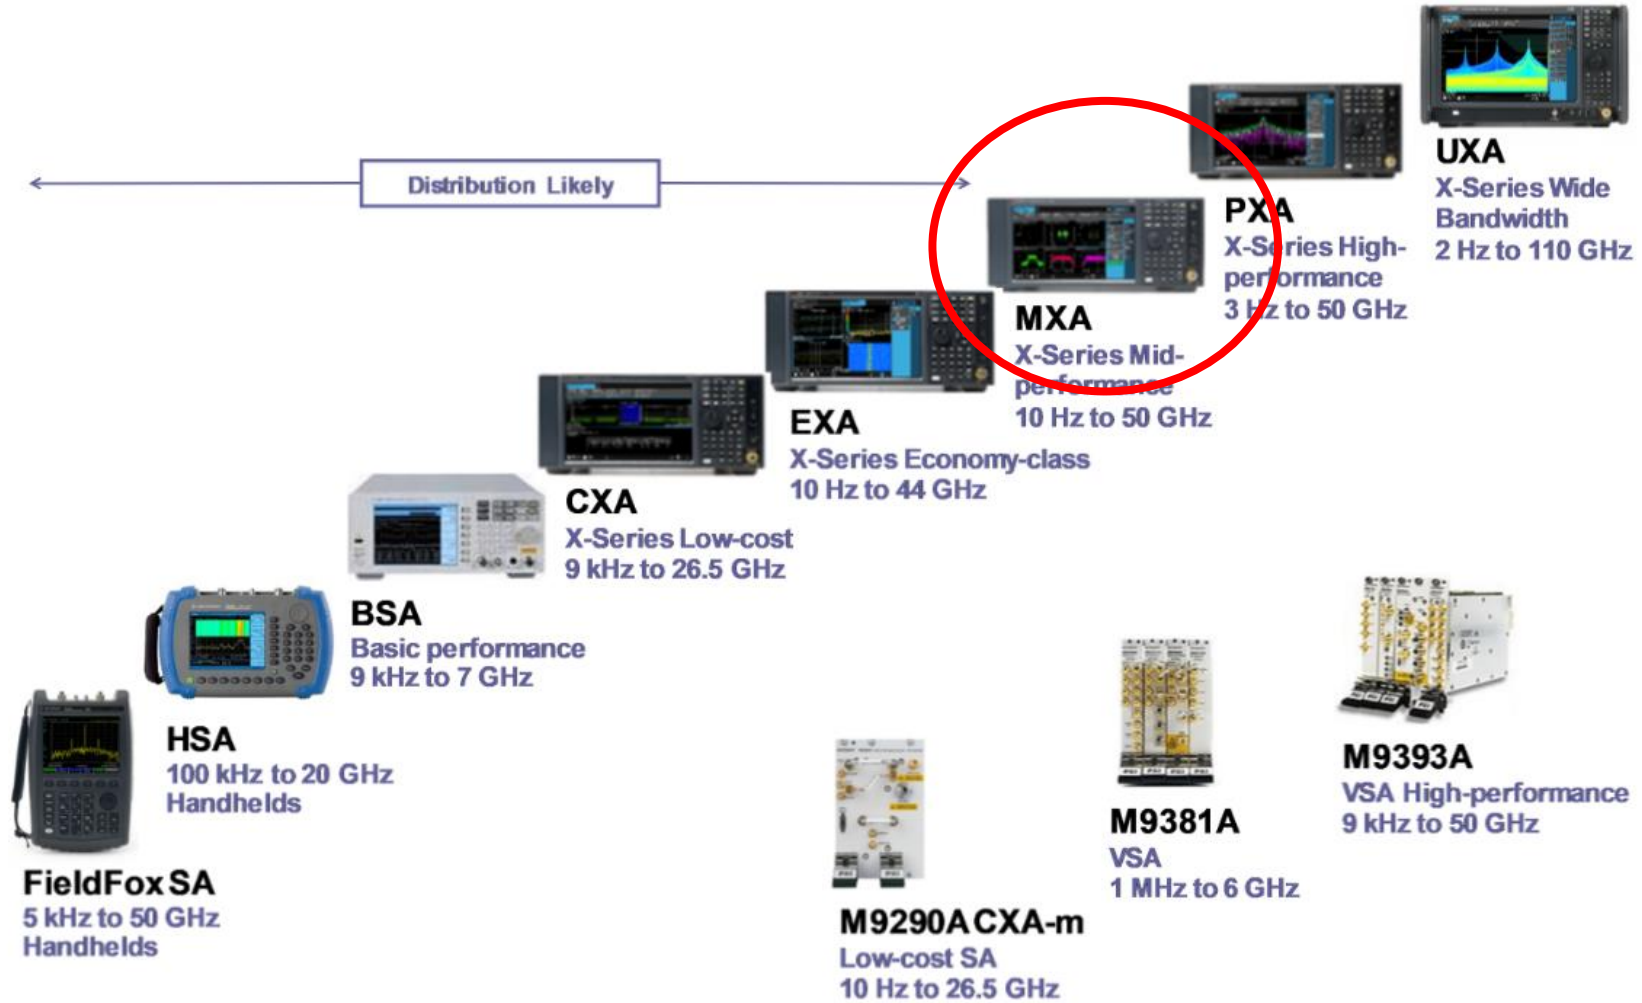 Distribution Likely
UXA
X-Series Wide
Bandwidth
2 Hz to 110 GHz
PXA
X-Series High-
performance
3 Hz to 50 GHz
MXA
X-Series Mid-
performance
10 Hz to 50 GHz
EXA
X-Series Economy-class
10 Hz to 44 GHz
CXA
X-Series Low-cost
9 kHz to 26.5 GHz
BSA
Basic performance
9 kHz to 7 GHz
HSA
100 kHz to 20 GHz
Handhelds
FieldFox SA
5 kHz to 50 GHz
Handhelds
M9290A CXA-m
Low-cost SA
10 Hz to 26.5 GHz
M9381A
VSA
1 MHz to 6 GHz
M9393A
VSA High-performance
9 kHz to 50 GHz